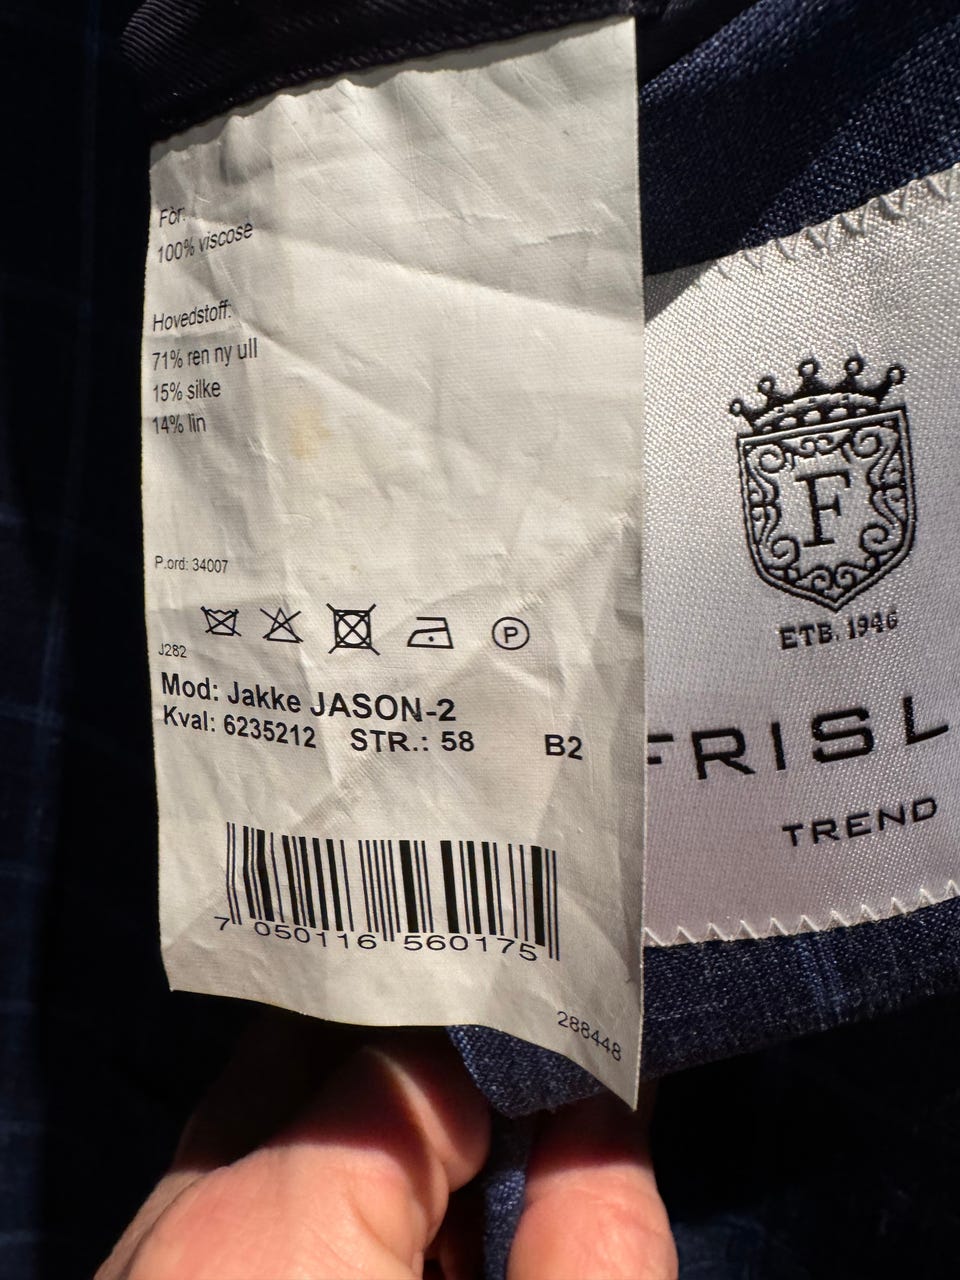 Fòr:
100% viscose
Hovedstoff:
71% ren ny ull
15% silke
14% lin
P.ord: 34007
P
J282
Mod: Jakke JASON-2
Kval: 6235212 STR.: 58 B2
7 050116 560175
288448
F
ETB. 1946
FRISL
TREND